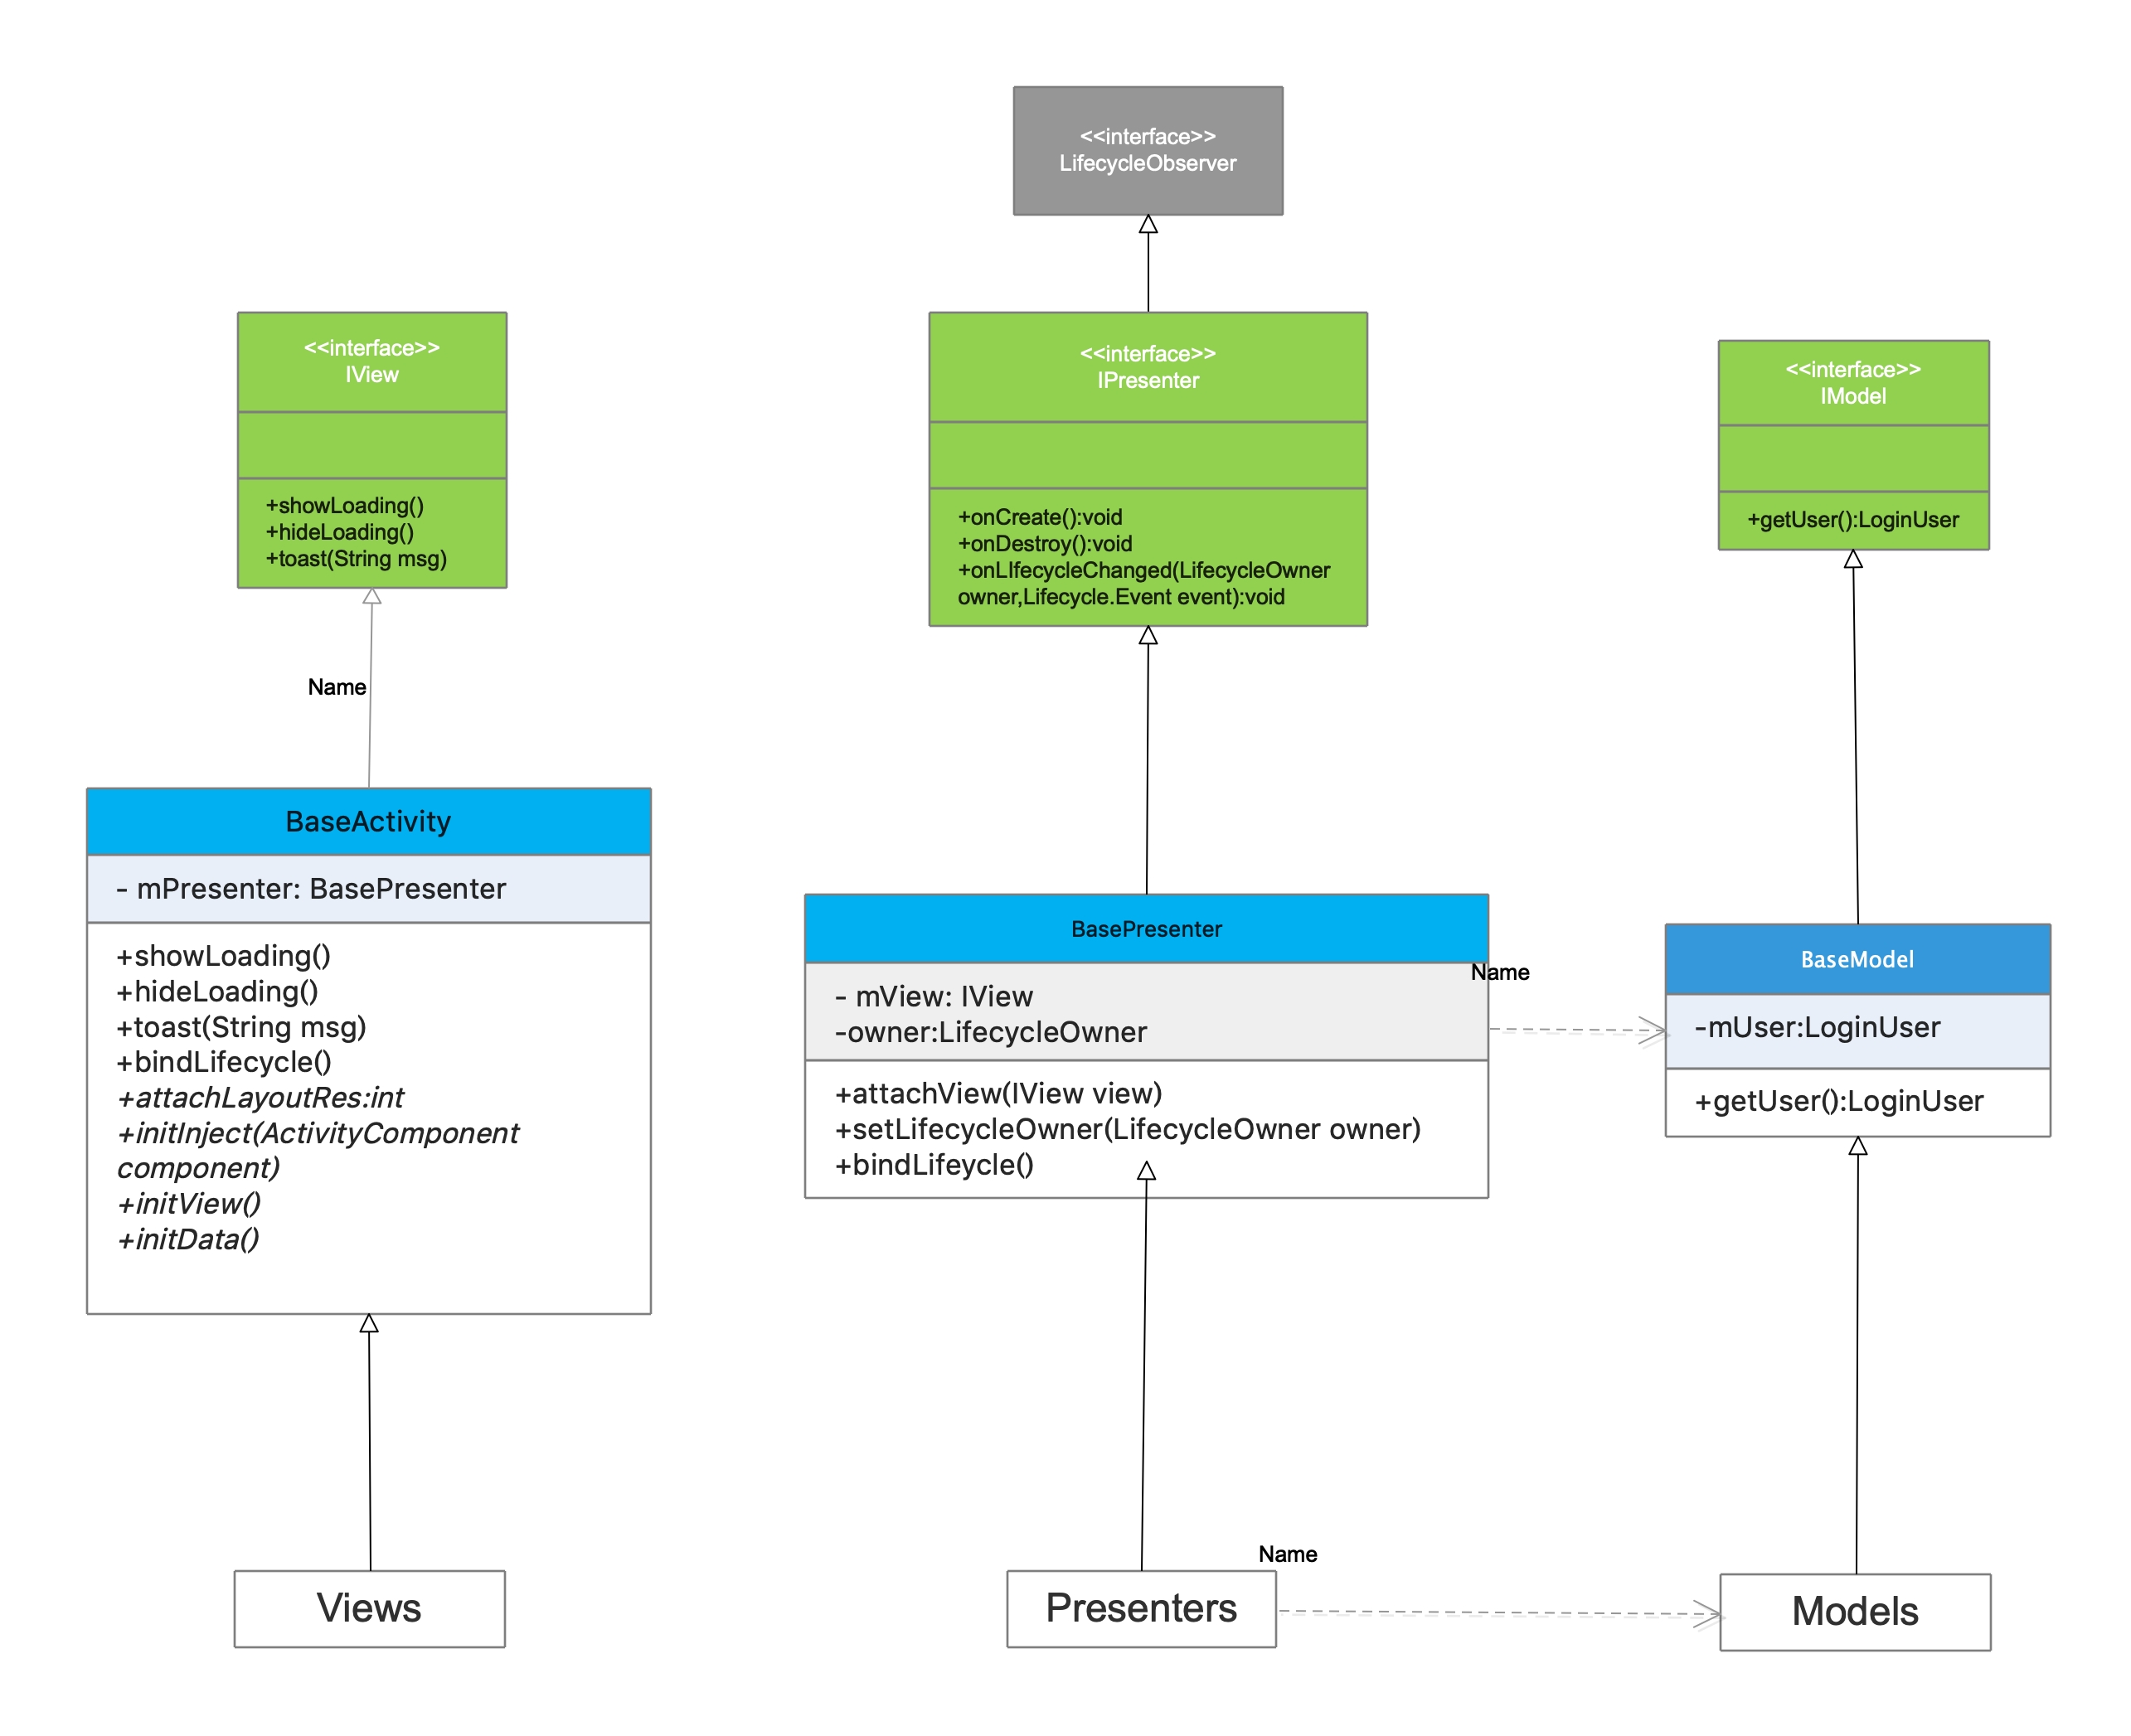 <<interface>>
LifecycleObserver
<<interface>>
IView
+showLoading()
+hideLoading()
+toast(String msg)
<<interface>>
IPresenter
+onCreate():void
+onDestroy():void
+onLIfecycleChanged(LifecycleOwner
owner,Lifecycle.Event event):void
<<interface>>
IModel
+getUser():LoginUser
Name
BaseActivity
- mPresenter: BasePresenter
+showLoading()
+hideLoading()
+toast(String msg)
+bindLifecycle()
+attachLayoutRes:int
+initInject(ActivityComponent
component)
+initView()
+initData()
BasePresenter
- mView: IView
-owner:LifecycleOwner
+attachView(IView view)
+setLifecycleOwner(LifecycleOwner owner)
+bindLifeycle()
Name
BaseModel
-mUser:LoginUser
+getUser():LoginUser
Views
Presenters
Name
Models